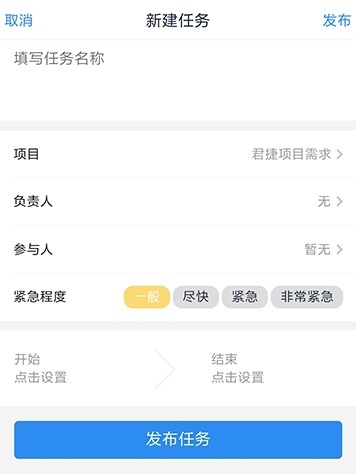 取消 新建任务 发布
填写任务名称
项目 君捷项目需求
负责人 无
参与人 暂无
紧急程度 一般 尽快 紧急 非常紧急
开始 结束
点击设置 点击设置
发布任务